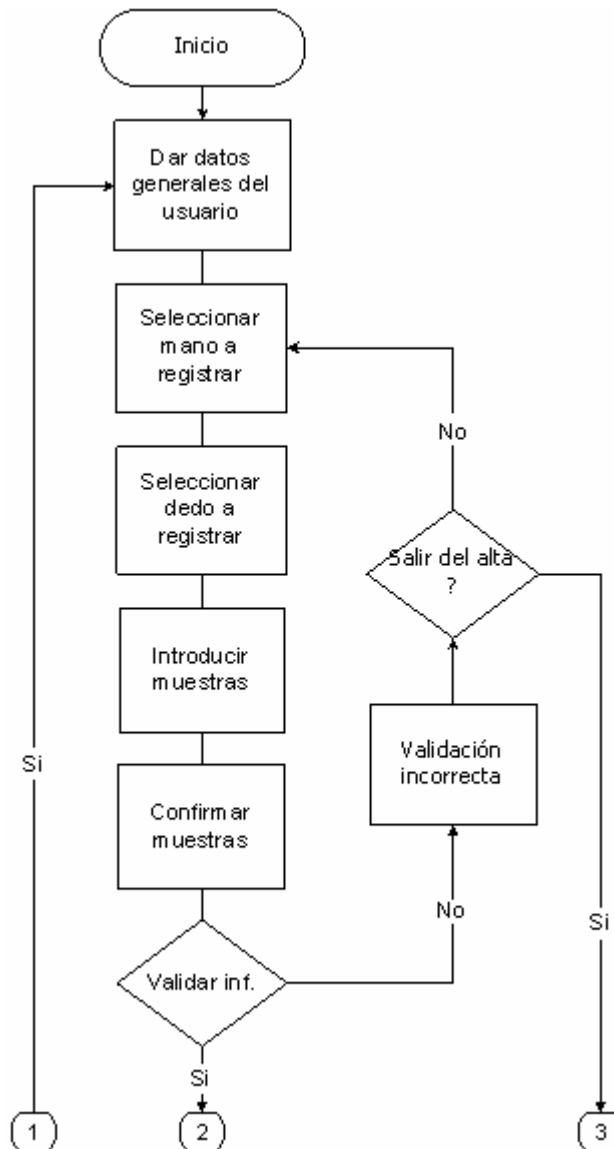 Inicio
Dar datos
generales del
usuario
Seleccionar
mano a
registrar
No
Seleccionar
dedo a
registrar
Salir del alta
?
Introducir
muestras
Validación
incorrecta
Si
Confirmar
muestras
No
Si
Validar inf.
Si
1
2
3